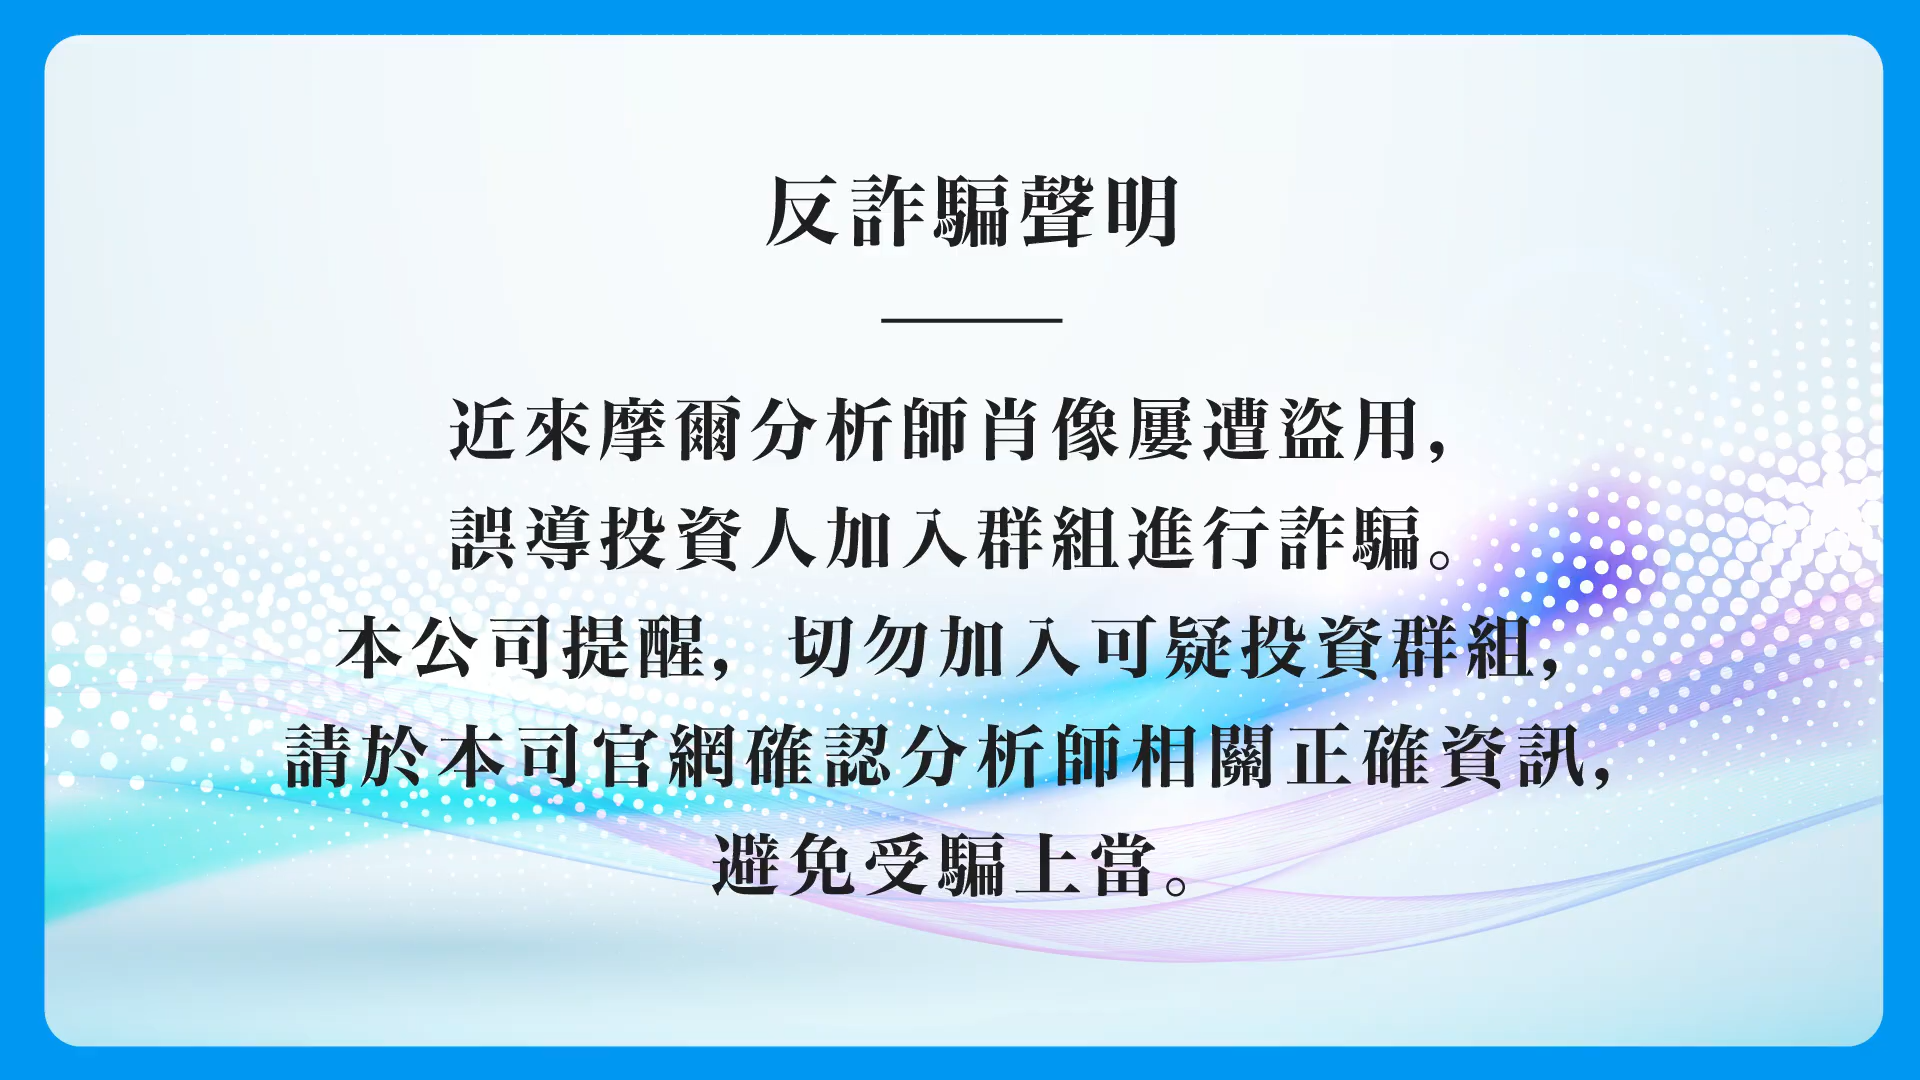 反詐騙聲明
近來摩爾分析師肖像屢遭盜用，
誤導投資人加入群組進行詐騙。
本公司提醒，切勿加入可疑投資群組，
請於本司官網確認分析師相關正確資訊，
避免受騙上當。